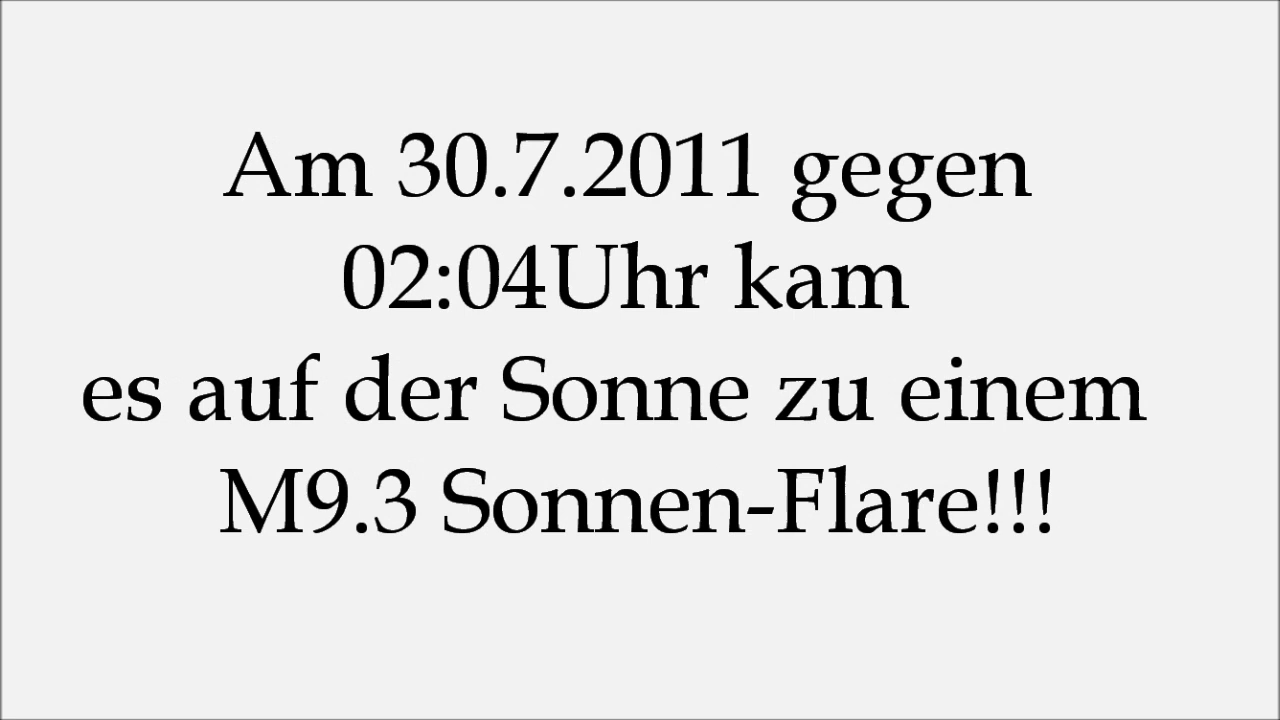 Am 30.7.2011 gegen
02:04Uhr kam
es auf der Sonne zu einem
M9.3 Sonnen-Flare!!!